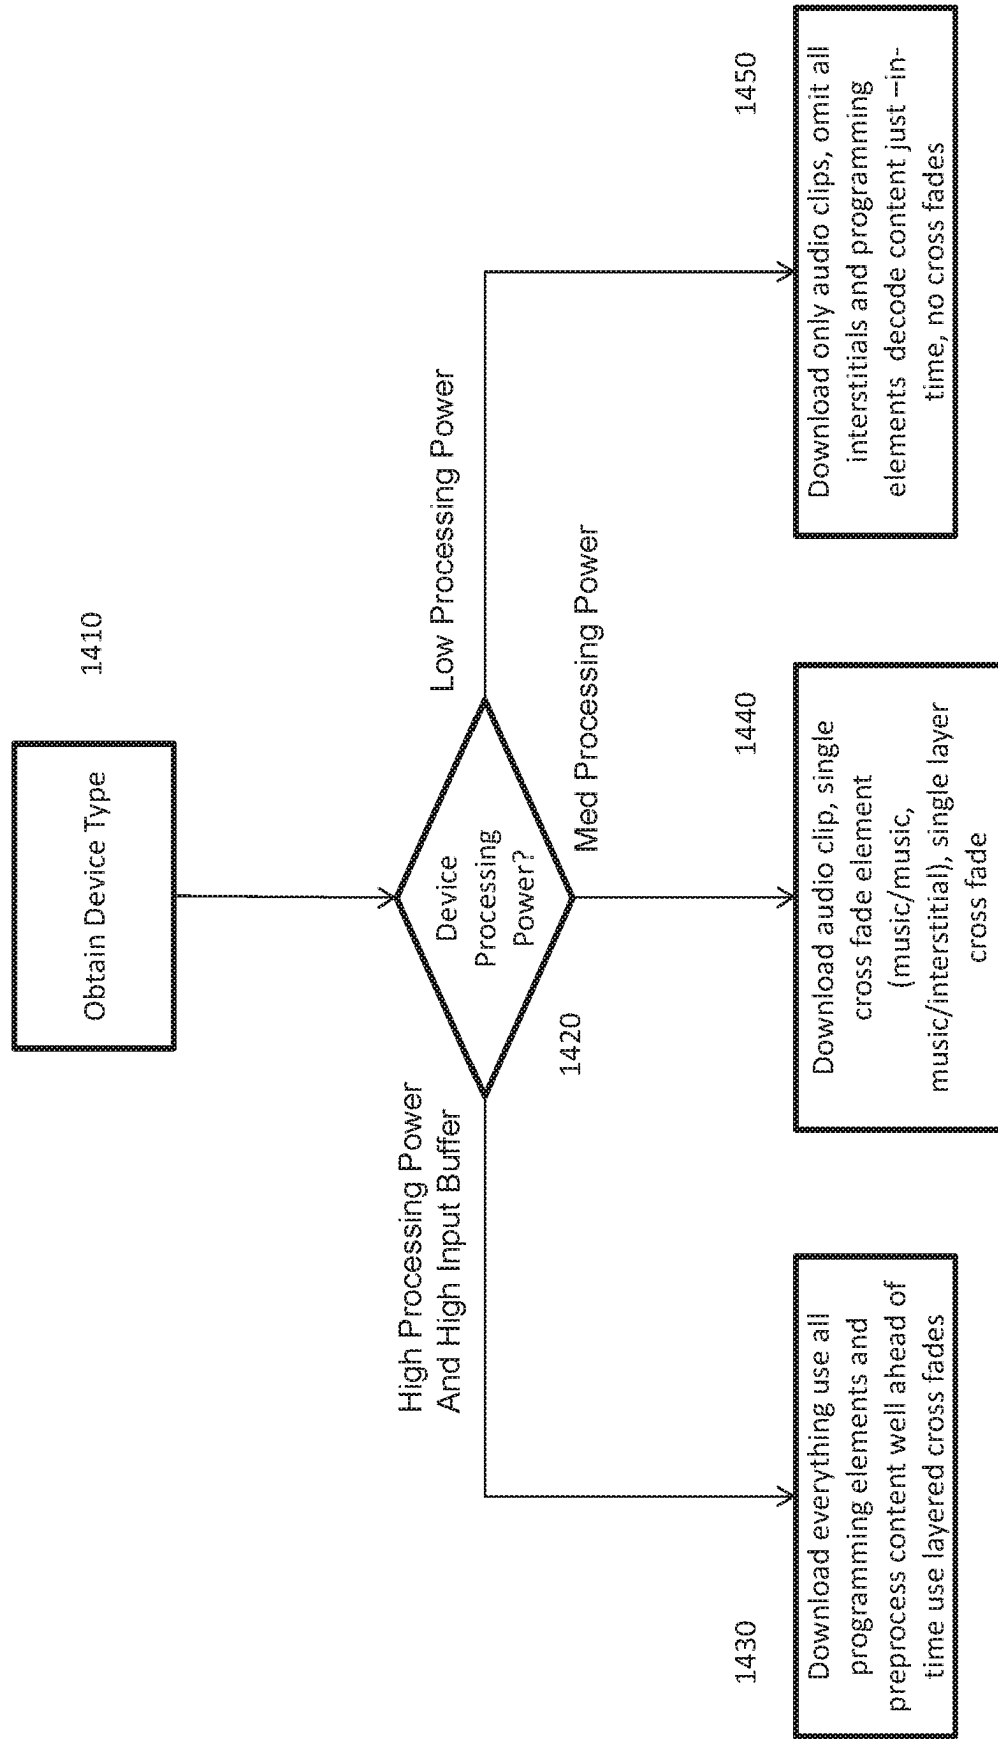 1410
Obtain Device Type
Device
Processing
Power?
1420
High Processing Power
And High Input Buffer
Med Processing Power
Low Processing Power
1430
Download everything use all
programming elements and
preprocess content well ahead of
time use layered cross fades
1440
Download audio clip, single
cross fade element
(music/music,
music/interstitial), single layer
cross fade
1450
Download only audio clips, omit all
interstitials and programming
elements decode content just –in-
time, no cross fades